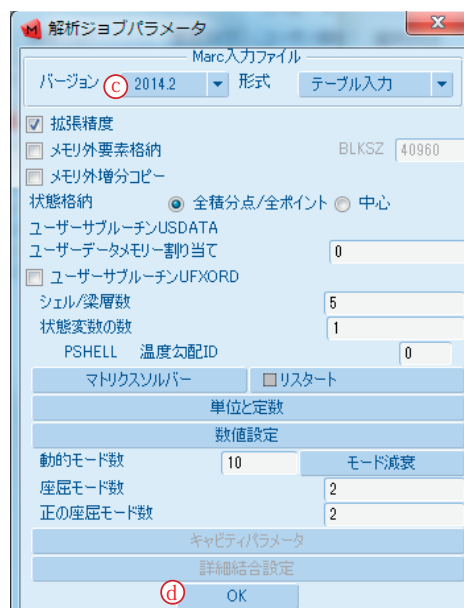 解析ジョブパラメータ
Marc入力ファイル
バージョン c 2014.2 形式 テーブル入力
拡張精度
メモリ外要素格納 BLKSZ 40960
メモリ外増分コピー
状態格納 全積分点/全ポイント 中心
ユーザーサブルーチンUSDATA
ユーザーデータメモリー割り当て 0
ユーザーサブルーチンUFXORD
シェル/梁層数 5
状態変数の数 1
PSHELL 温度勾配ID 0
マトリクスソルバー リスタート
単位と定数
数値設定
動的モード数 10 モード減衰
座屈モード数 2
正の座屈モード数 2
キャビティパラメータ
詳細結合設定
d OK